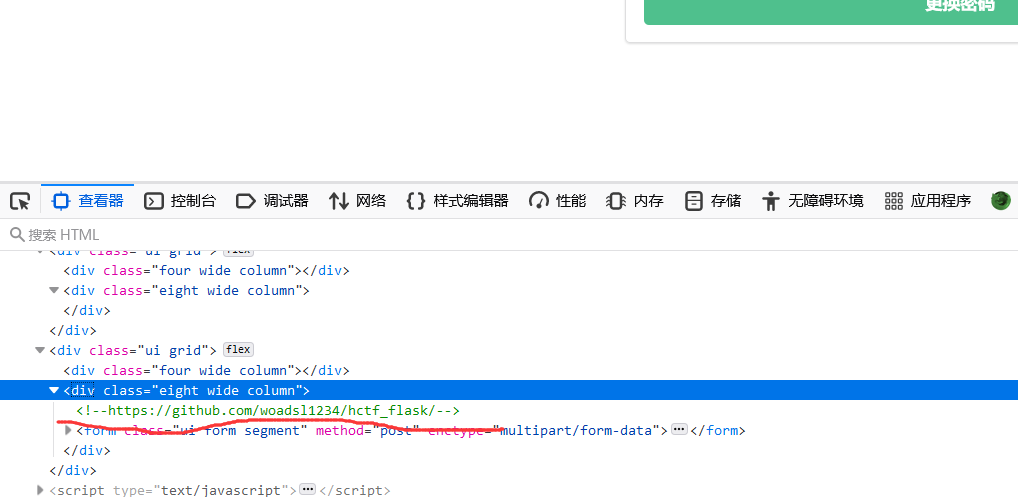 更换密码
查看器 控制台 调试器 网络 样式编辑器 性能 内存 存储 无障碍环境 应用程序
搜索 HTML
<div class="ui grid"> flex
<div class="four wide column"></div>
<div class="eight wide column">
</div>
</div>
<div class="ui grid"> flex
<div class="four wide column"></div>
<div class="eight wide column">
<!--https://github.com/woadsl1234/hctf_flask/-->
<form class="ui form segment" method="post" enctype="multipart/form-data"> ••• </form>
</div>
</div>
<script type="text/javascript"> ••• </script>